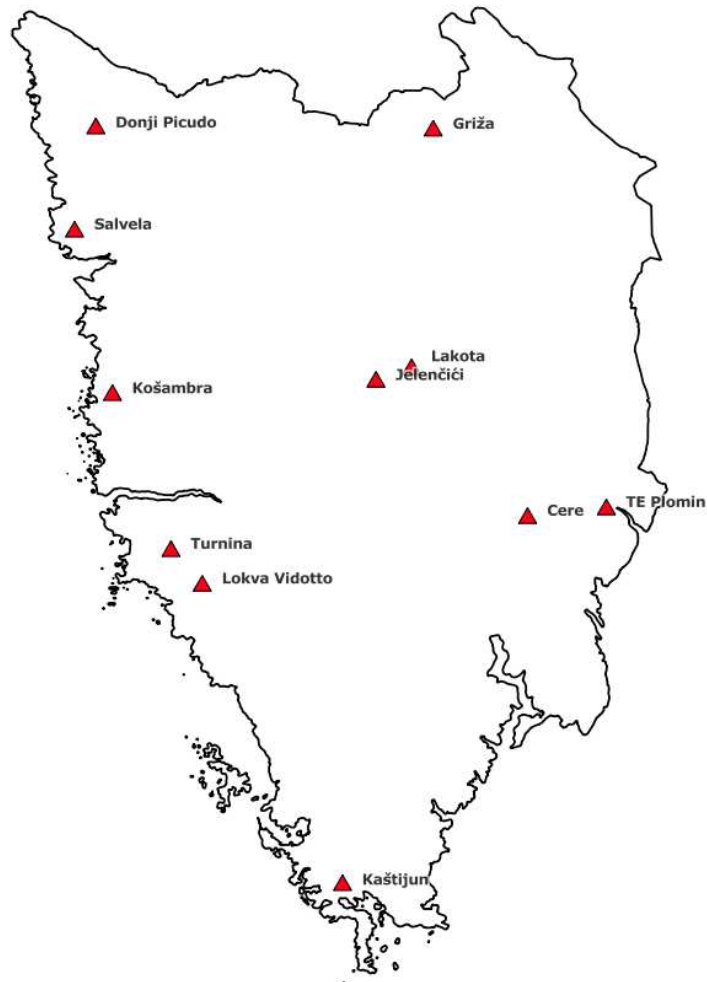 Donji Picudo
Griža
Salvela
Lakota
Jelenčići
Košambra
TE Plomin
Cere
Turnina
Lokva Vidotto
Kaštijun